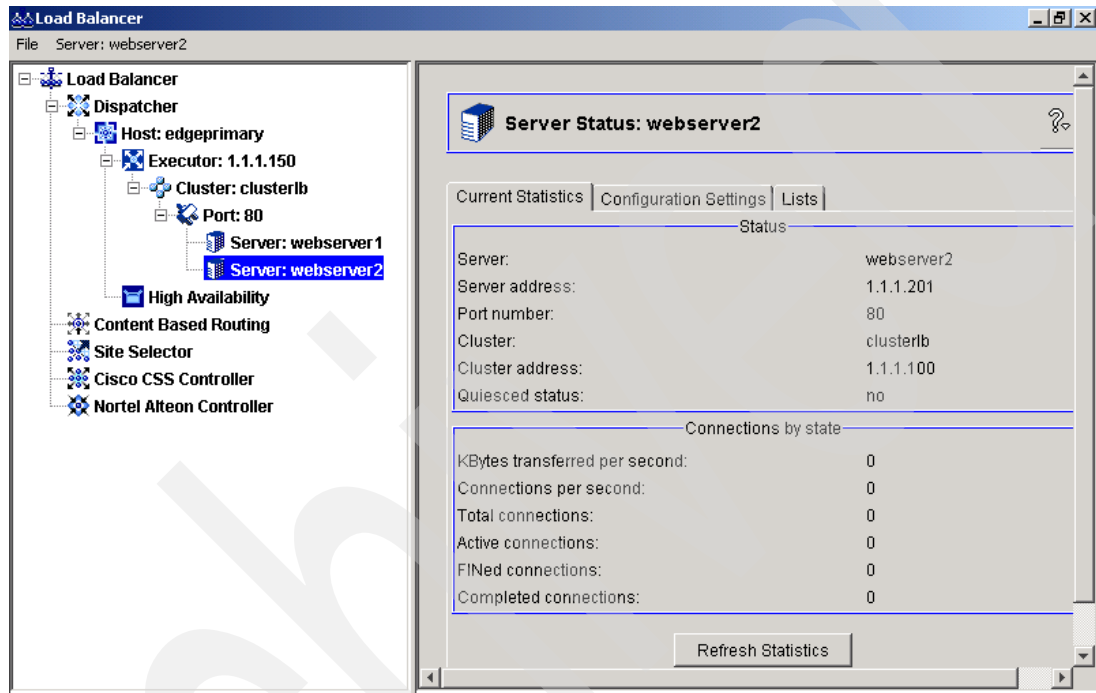 Load Balancer
File Server: webserver2
Load Balancer
Dispatcher
Host: edgeprimary
Executor: 1.1.1.150
Cluster: clusterlb
Port: 80
Server: webserver1
Server: webserver2
High Availability
Content Based Routing
Site Selector
Cisco CSS Controller
Nortel Alteon Controller
Server Status: webserver2
?
Current Statistics Configuration Settings Lists
Status
Server: webserver2
Server address: 1.1.1.201
Port number: 80
Cluster: clusterlb
Cluster address: 1.1.1.100
Quiesced status: no
Connections by state
KBytes transferred per second: 0
Connections per second: 0
Total connections: 0
Active connections: 0
FINed connections: 0
Completed connections: 0
Refresh Statistics